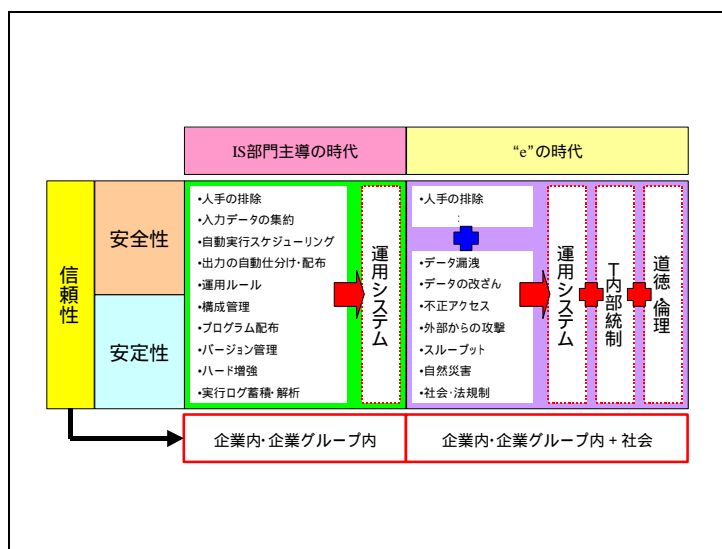 IS部門主導の時代
“e”の時代
信頼性
安全性
安定性
•人手の排除
•入力データの集約
•自動実行スケジューリング
•出力の自動仕分け・配布
•運用ルール
•構成管理
•プログラム配布
•バージョン管理
•ハード増強
•実行ログ蓄積・解析
運用システム
•人手の排除
:
•データ漏洩
•データの改ざん
•不正アクセス
•外部からの攻撃
•スループット
•自然災害
•社会・法規制
運用システム
T内部統制
道徳・倫理
企業内・企業グループ内
企業内・企業グループ内 + 社会